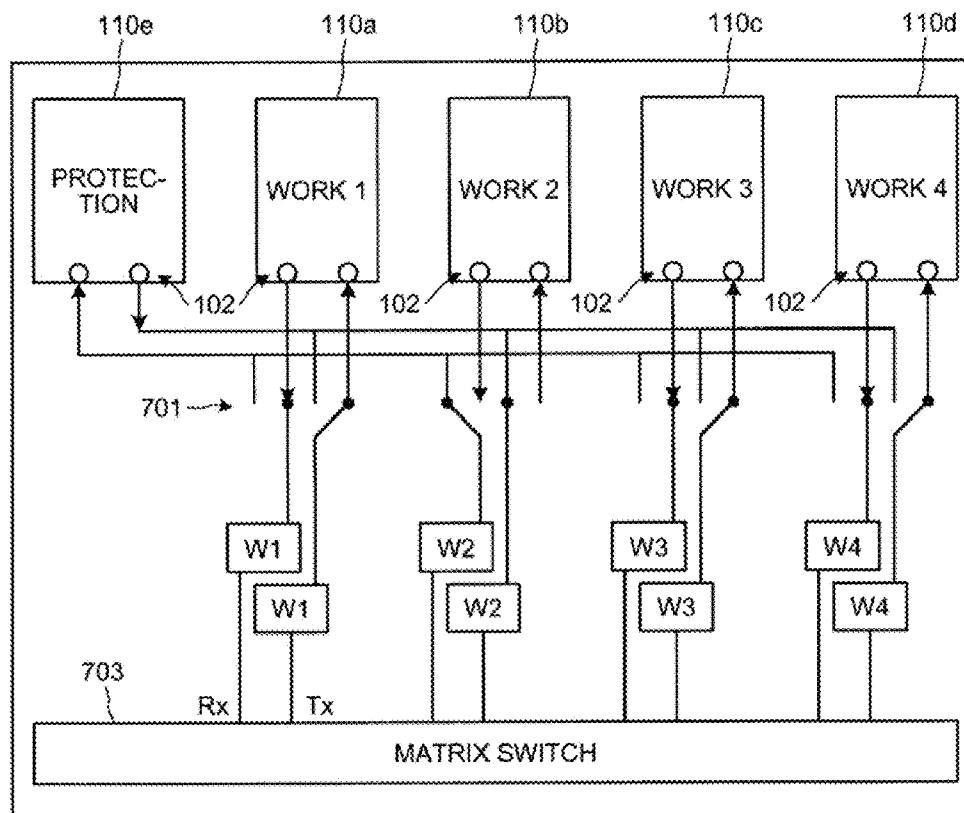 110e 110a 110b 110c 110d
PROTEC-
TION
WORK 1 WORK 2 WORK 3 WORK 4
102 102 102 102
701
W1 W2 W3 W4
W1 W2 W3 W4
703
Rx Tx
MATRIX SWITCH